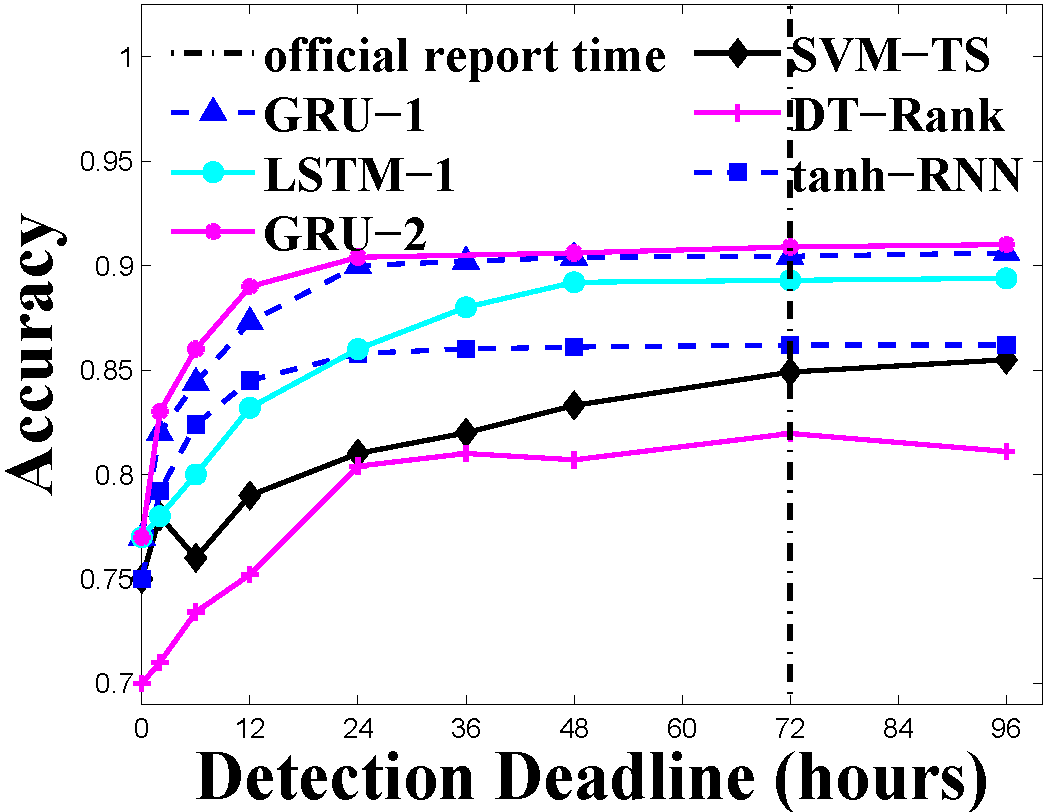 official report time
GRU−1
LSTM−1
GRU−2
SVM−TS
DT−Rank
tanh−RNN
1
0.95
0.9
0.85
0.8
0.75
0.7
Accuracy
0 12 24 36 48 60 72 84 96
Detection Deadline (hours)